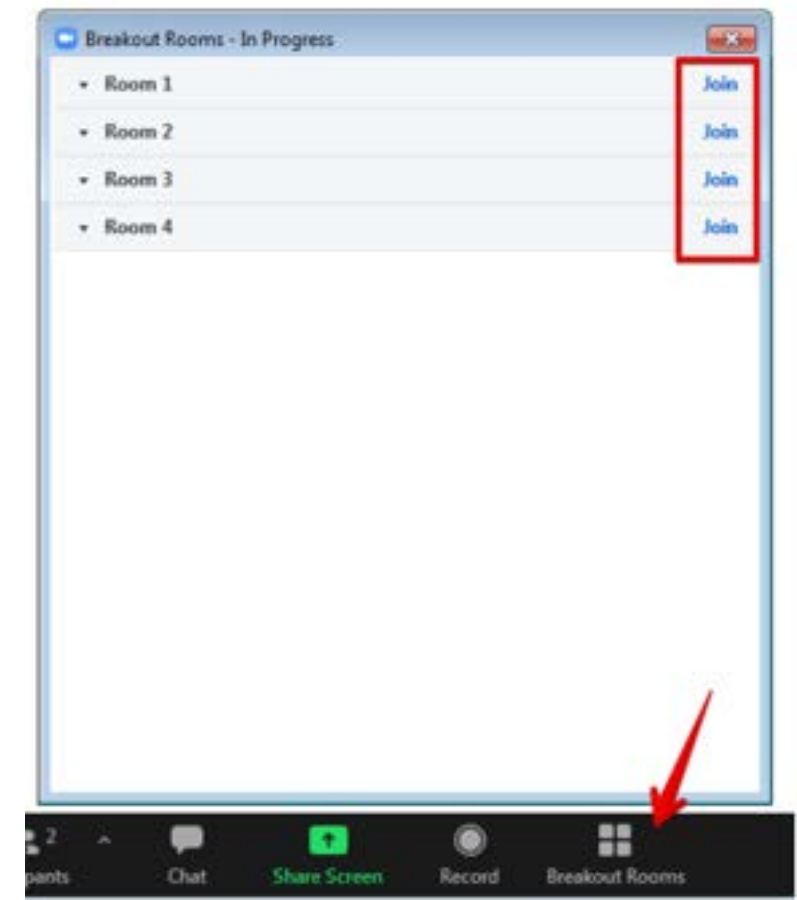 Breakout Rooms - In Progress
Room 1 Join
Room 2 Join
Room 3 Join
Room 4 Join
2
pants Chat Share Screen Record Breakout Rooms